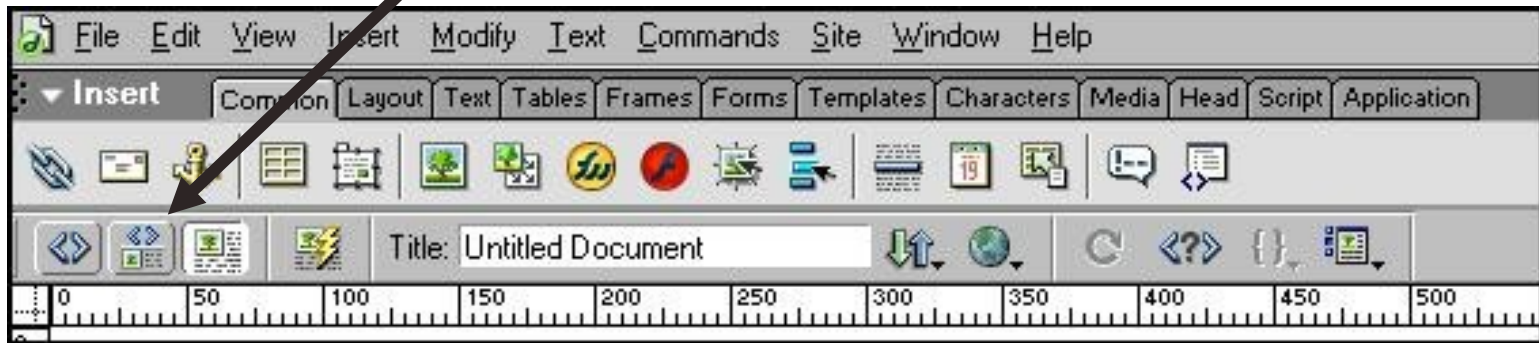 File Edit View Insert Modify Text Commands Site Window Help
Insert Common Layout Text Tables Frames Forms Templates Characters Media Head Script Application
19
Title: Untitled Document
0 50 100 150 200 250 300 350 400 450 500